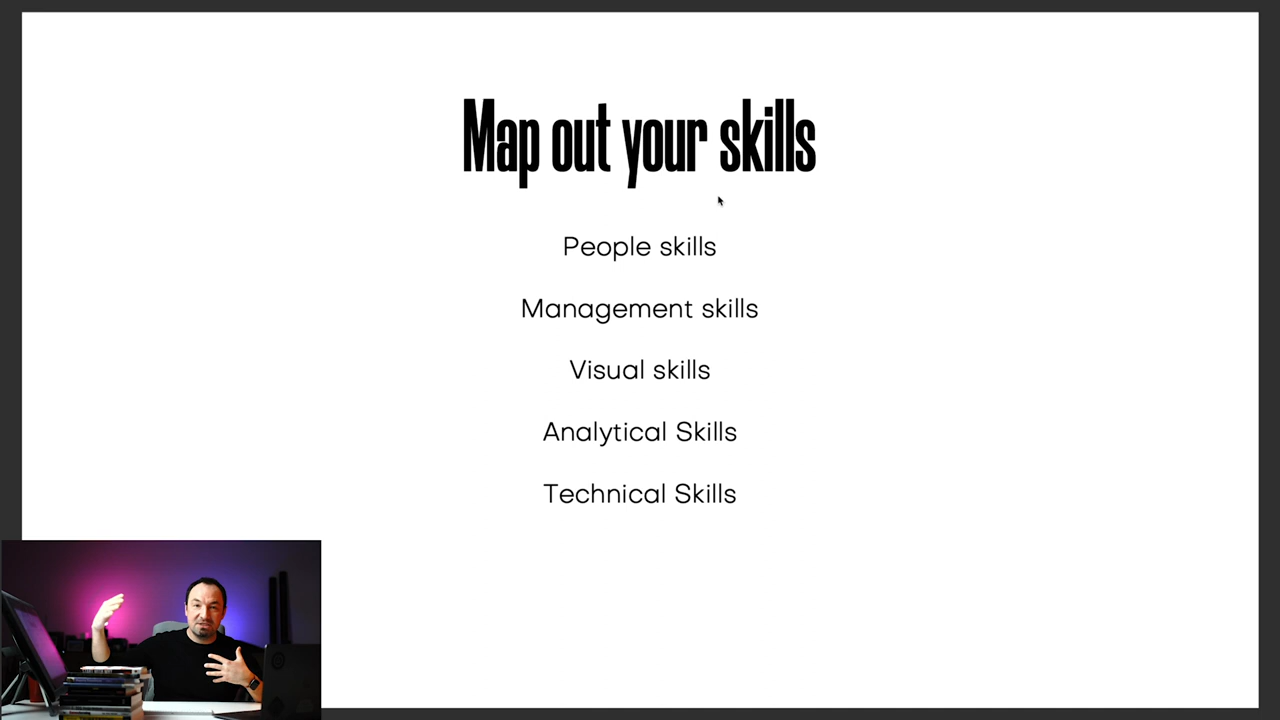 Map out your skills
People skills
Management skills
Visual skills
Analytical Skills
Technical Skills